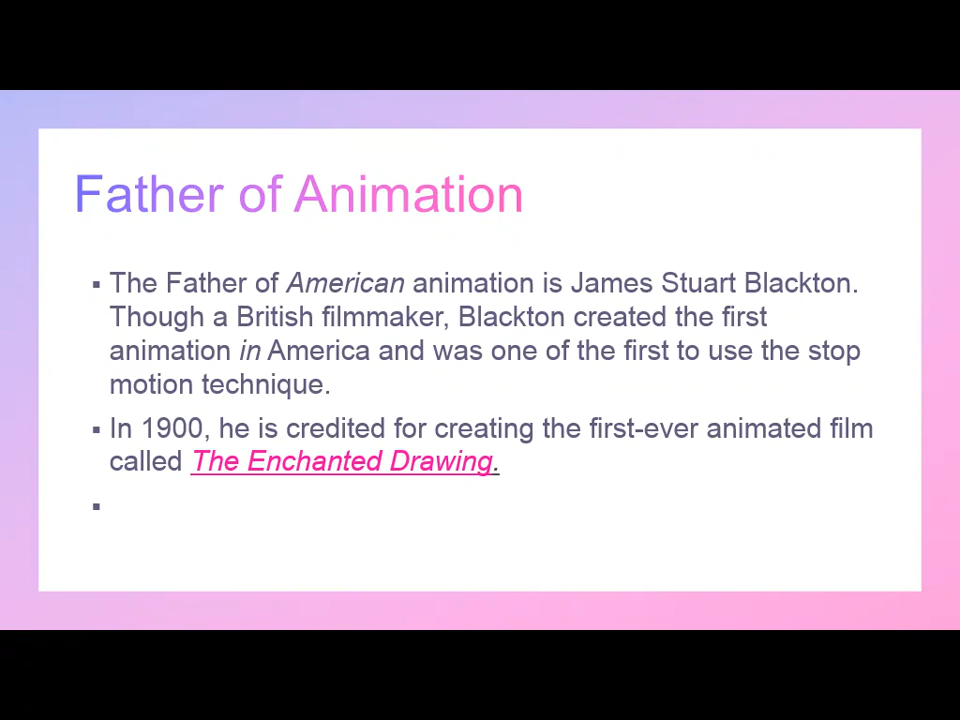 Father of Animation
▪ The Father of American animation is James Stuart Blackton.
Though a British filmmaker, Blackton created the first
animation in America and was one of the first to use the stop
motion technique.
▪ In 1900, he is credited for creating the first-ever animated film
called The Enchanted Drawing.
▪